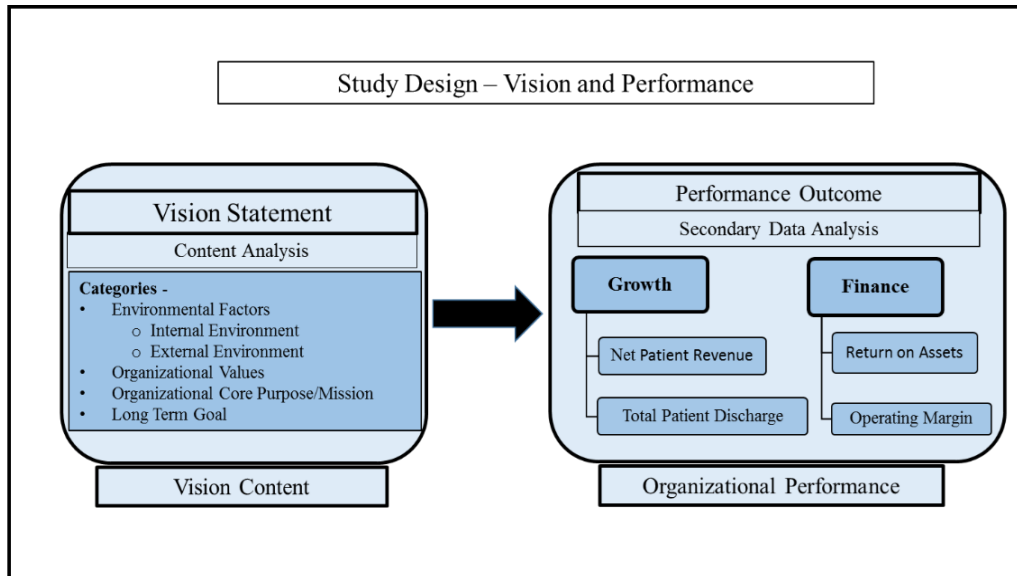 Study Design – Vision and Performance
Vision Statement
Content Analysis
Categories -
• Environmental Factors
o Internal Environment
o External Environment
• Organizational Values
• Organizational Core Purpose/Mission
• Long Term Goal
Vision Content
Performance Outcome
Secondary Data Analysis
Growth
Net Patient Revenue
Total Patient Discharge
Finance
Return on Assets
Operating Margin
Organizational Performance